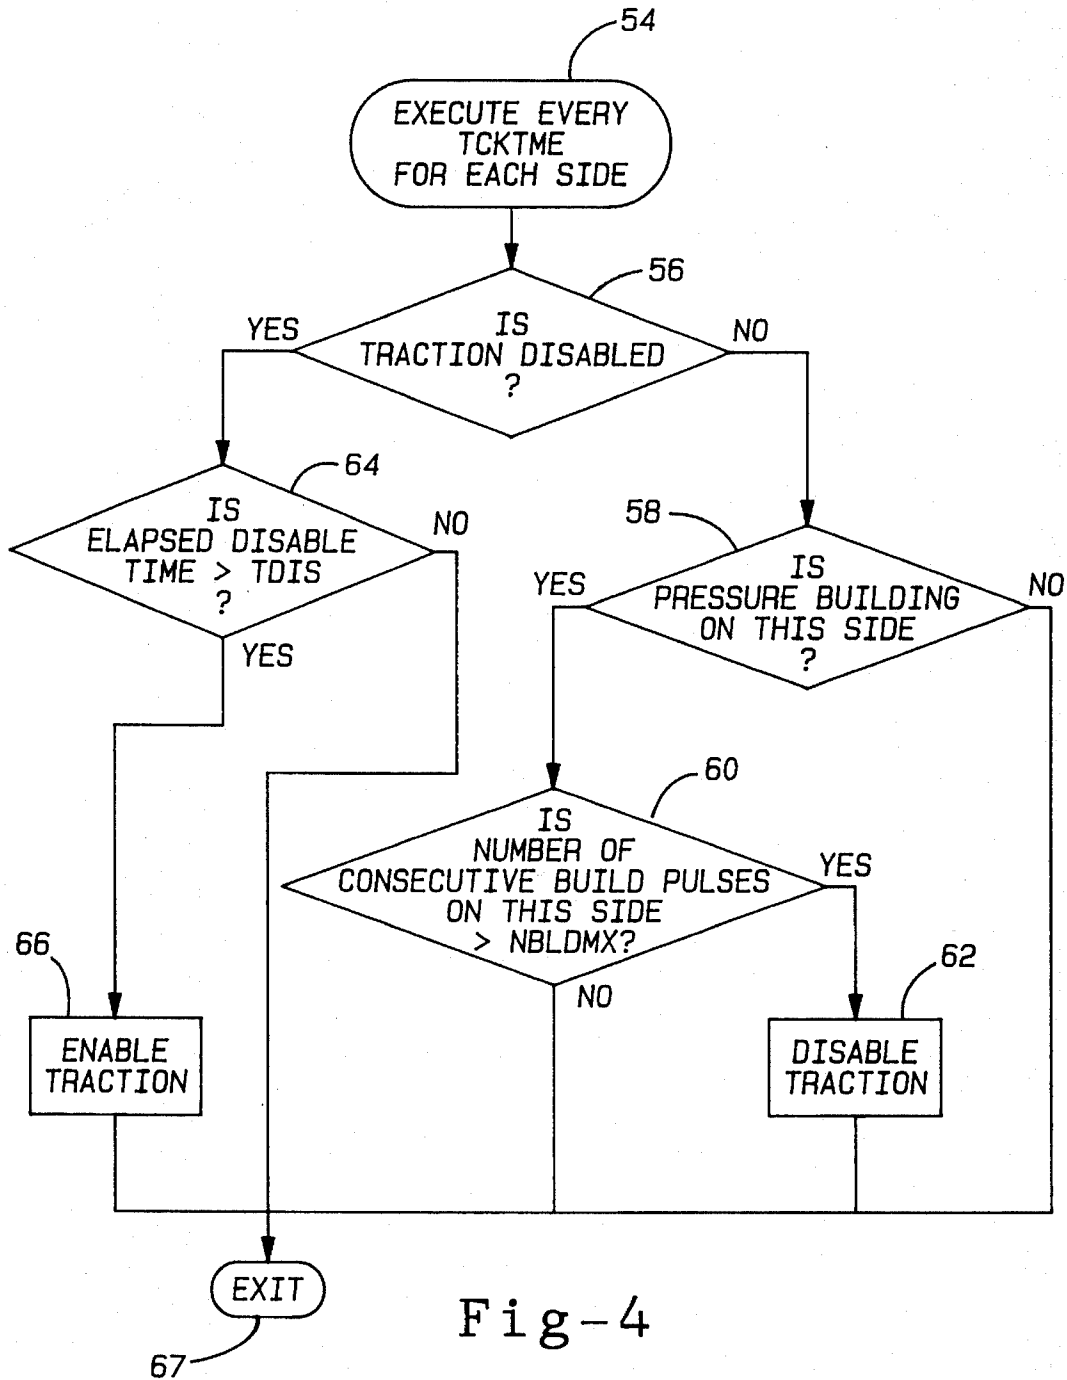 54
EXECUTE EVERY
TCKTME
FOR EACH SIDE
56
YES
IS
TRACTION DISABLED
?
NO
64
IS
ELAPSED DISABLE
TIME > TDIS
?
NO
YES
58
YES
IS
PRESSURE BUILDING
ON THIS SIDE
?
NO
60
IS
NUMBER OF
CONSECUTIVE BUILD PULSES
ON THIS SIDE
> NBLDMX?
YES
NO
66
ENABLE
TRACTION
62
DISABLE
TRACTION
EXIT
67
Fig-4